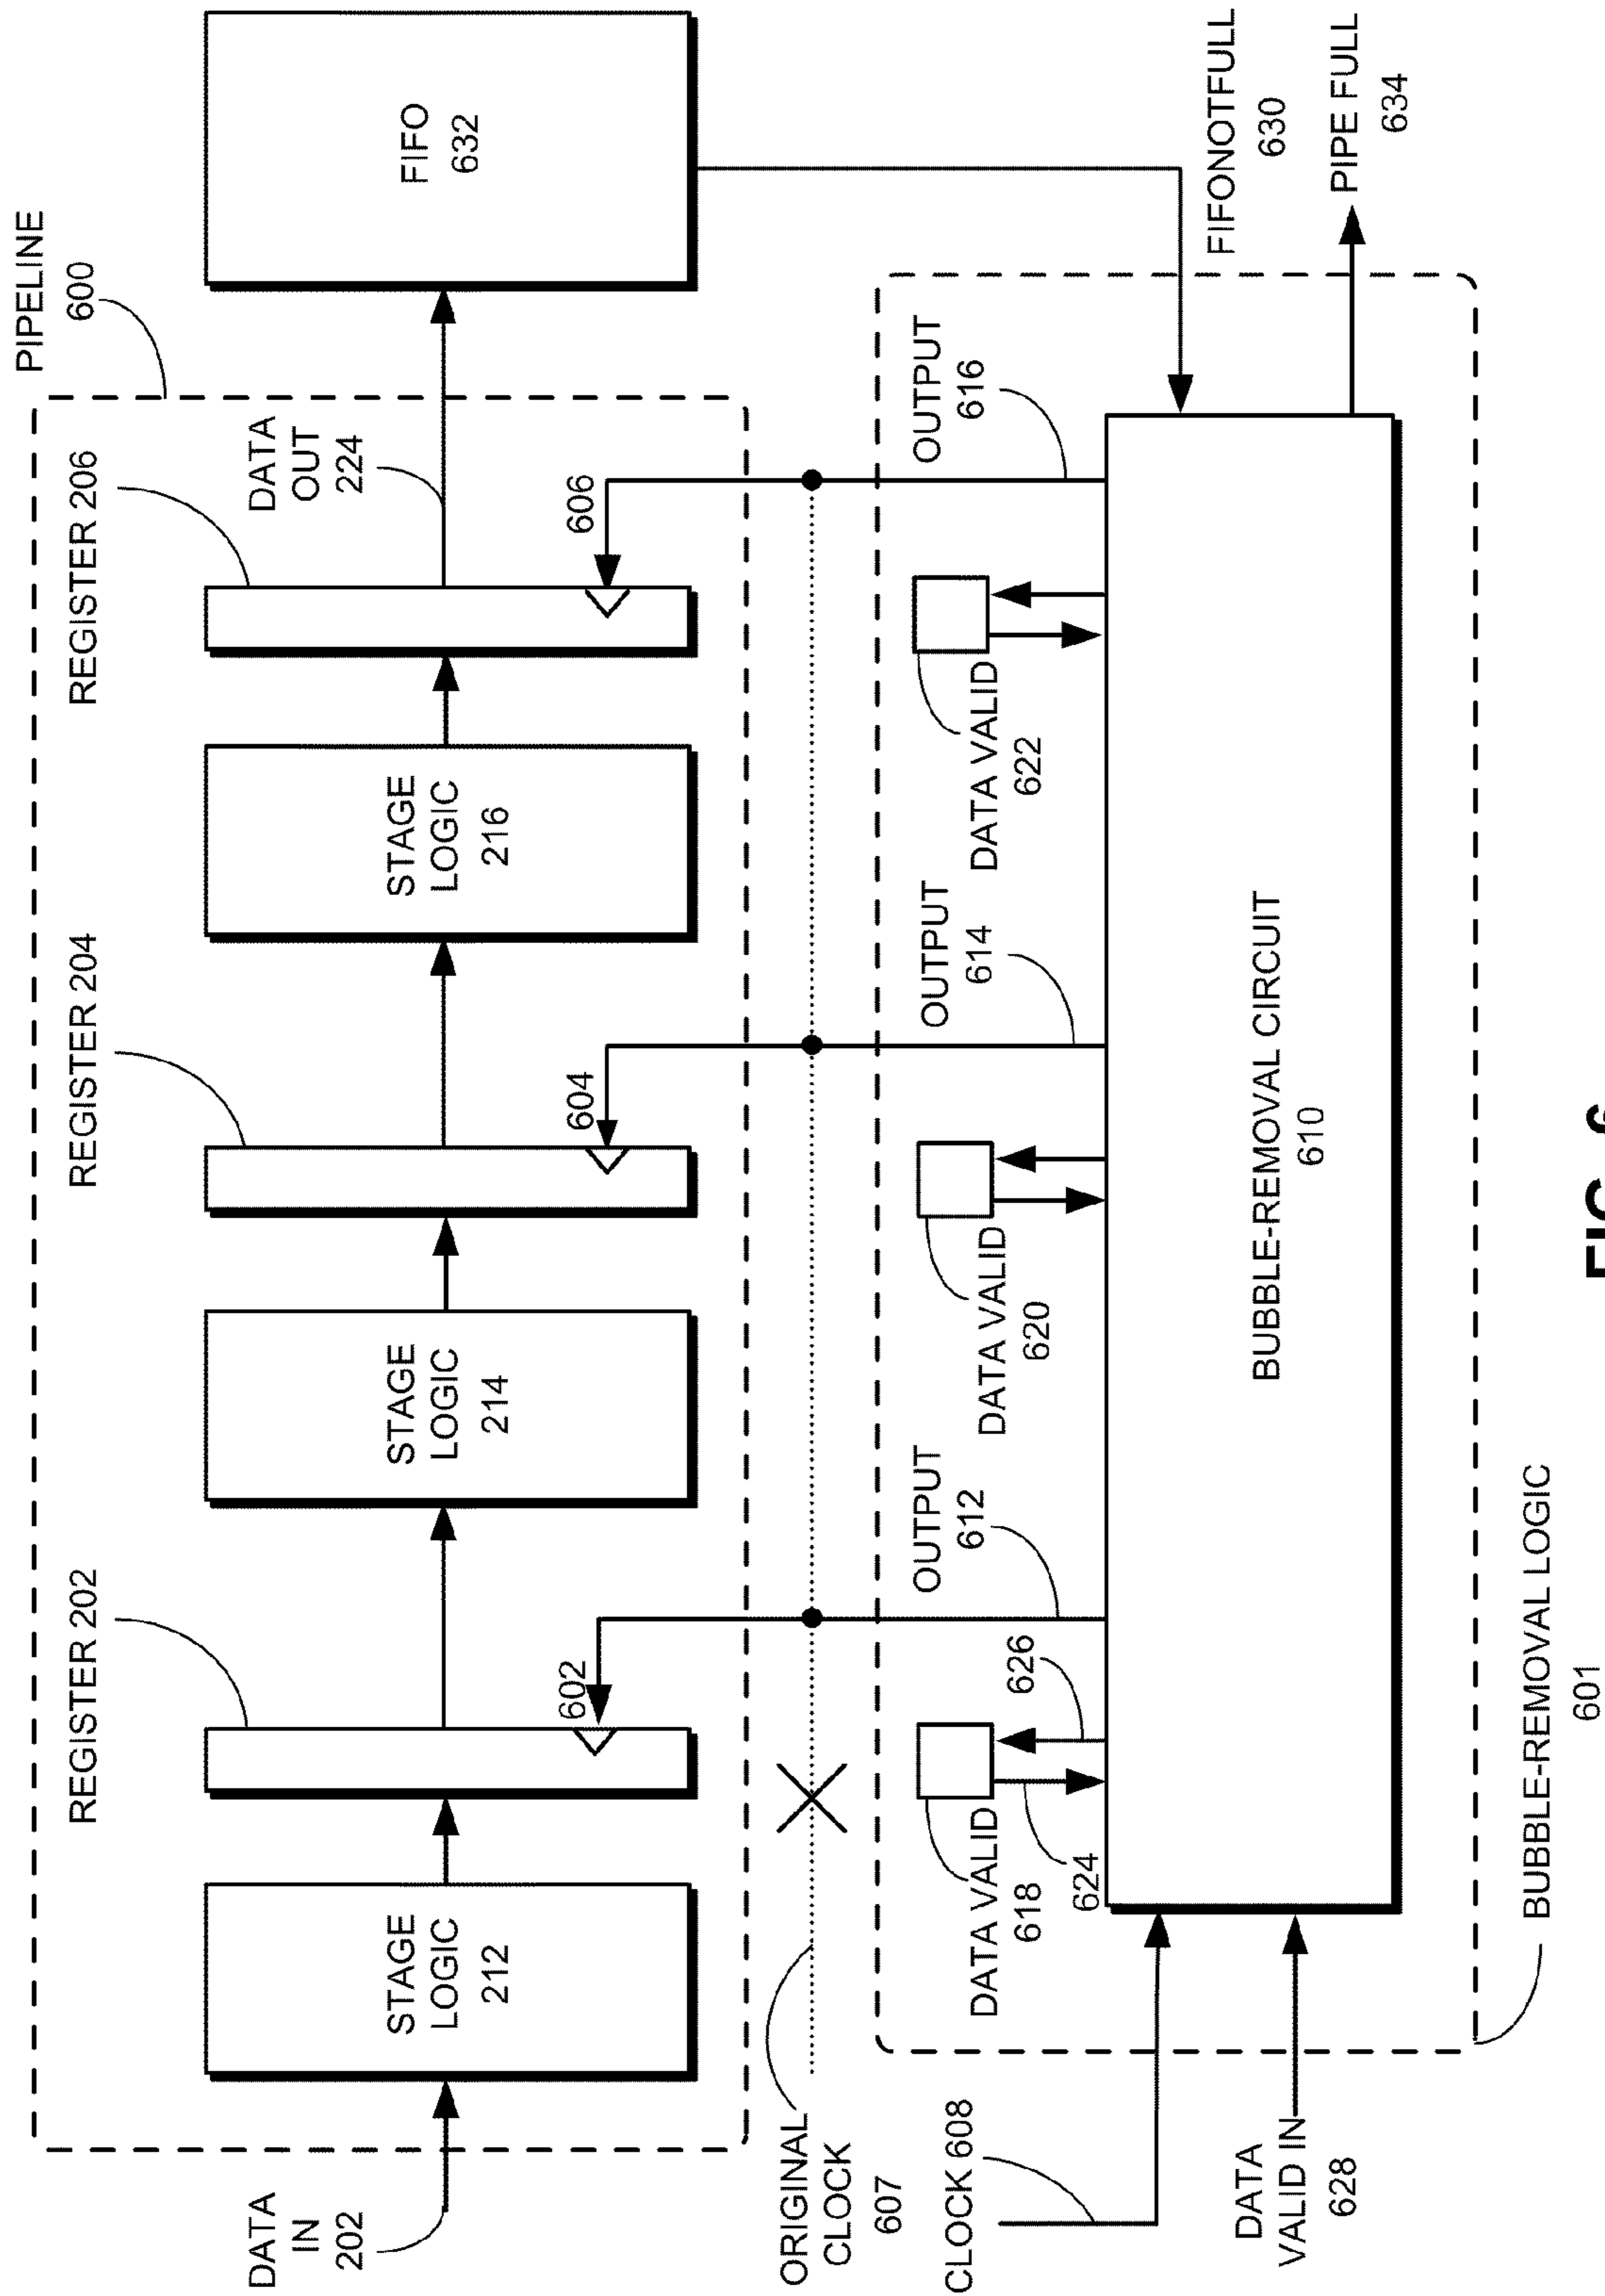 PIPELINE
600
REGISTER 202
REGISTER 204
REGISTER 206
DATA
IN
202
STAGE
LOGIC
212
STAGE
LOGIC
214
STAGE
LOGIC
216
DATA
OUT
224
FIFO
632
602
604
606
ORIGINAL
CLOCK
607
OUTPUT
612
OUTPUT
614
OUTPUT
616
CLOCK 608
DATA VALID
618
624
626
DATA VALID
620
DATA VALID
622
DATA
VALID IN
628
BUBBLE-REMOVAL CIRCUIT
610
FIFONOTFULL
630
PIPE FULL
634
BUBBLE-REMOVAL LOGIC
601